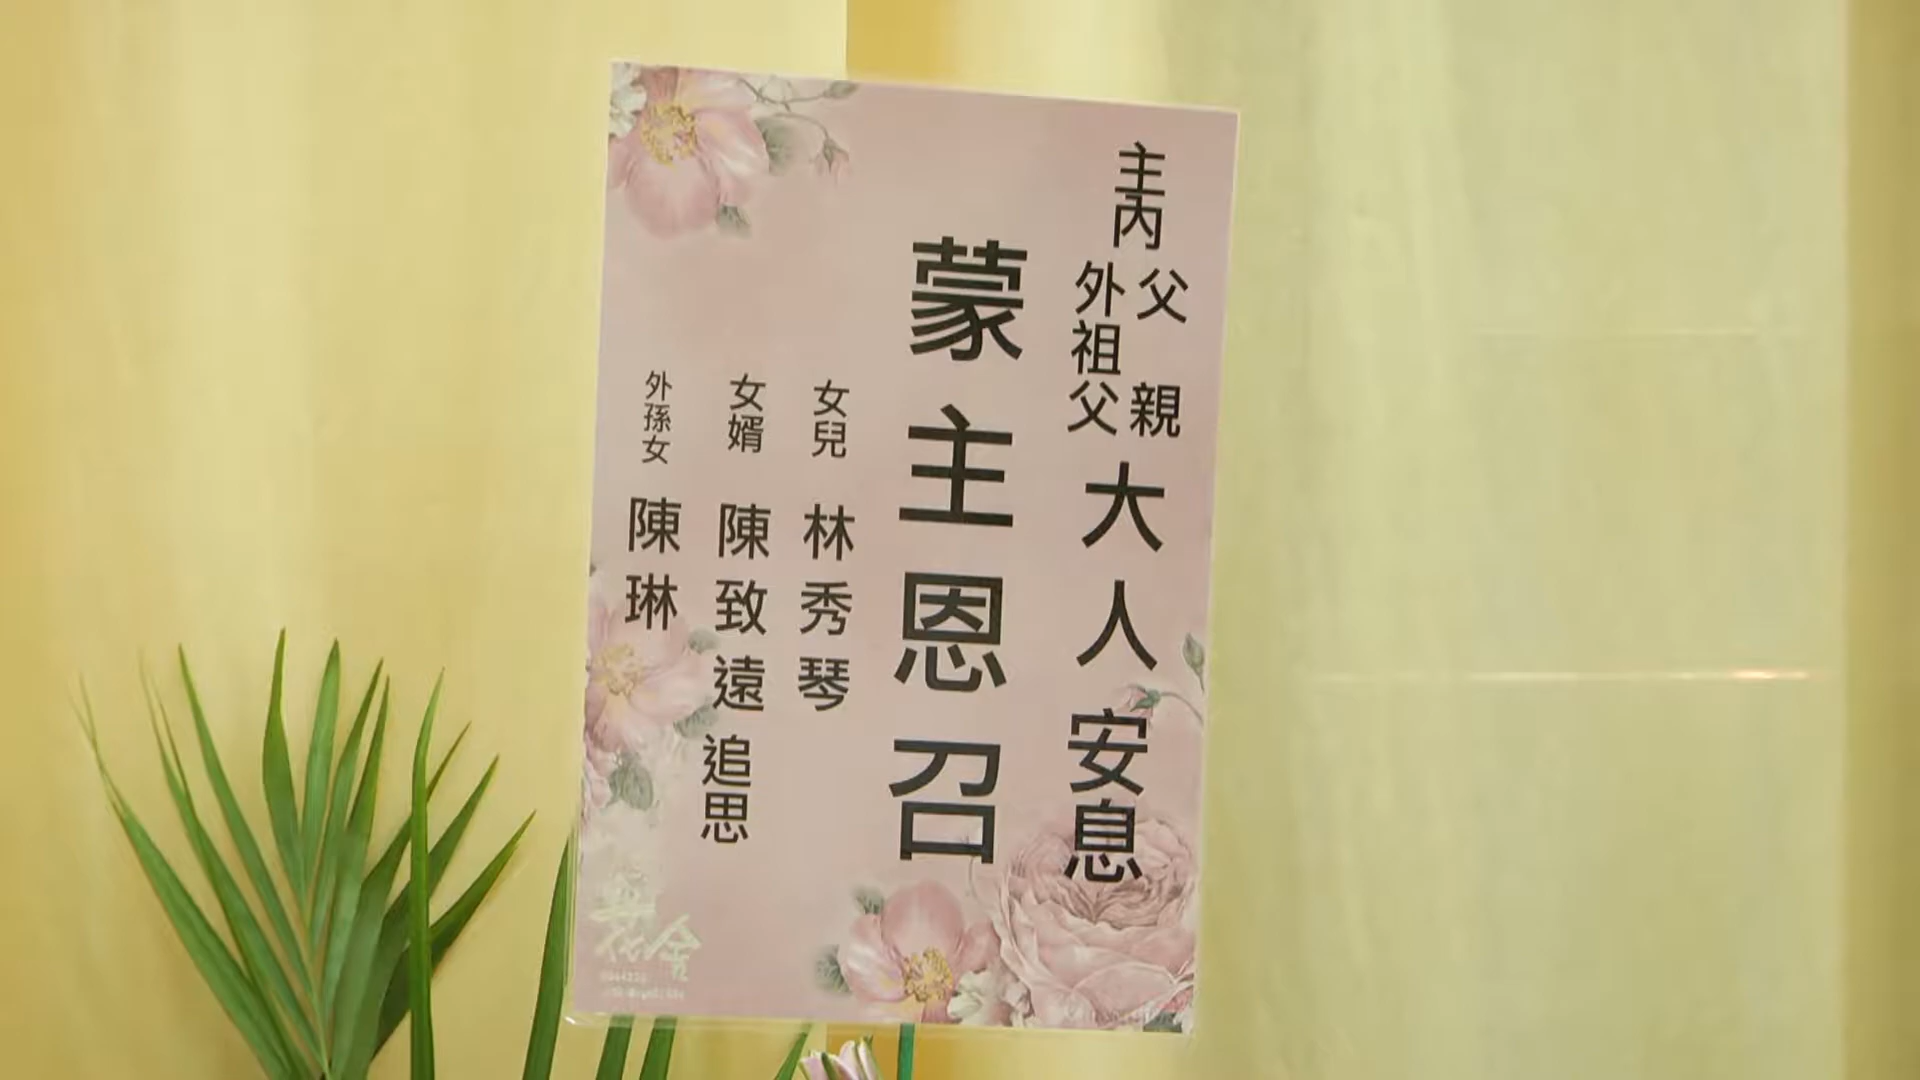 主內父親外祖父大人安息
蒙主恩召
女兒 林秀琴
女婿 陳致遠 追思
外孫女 陳琳